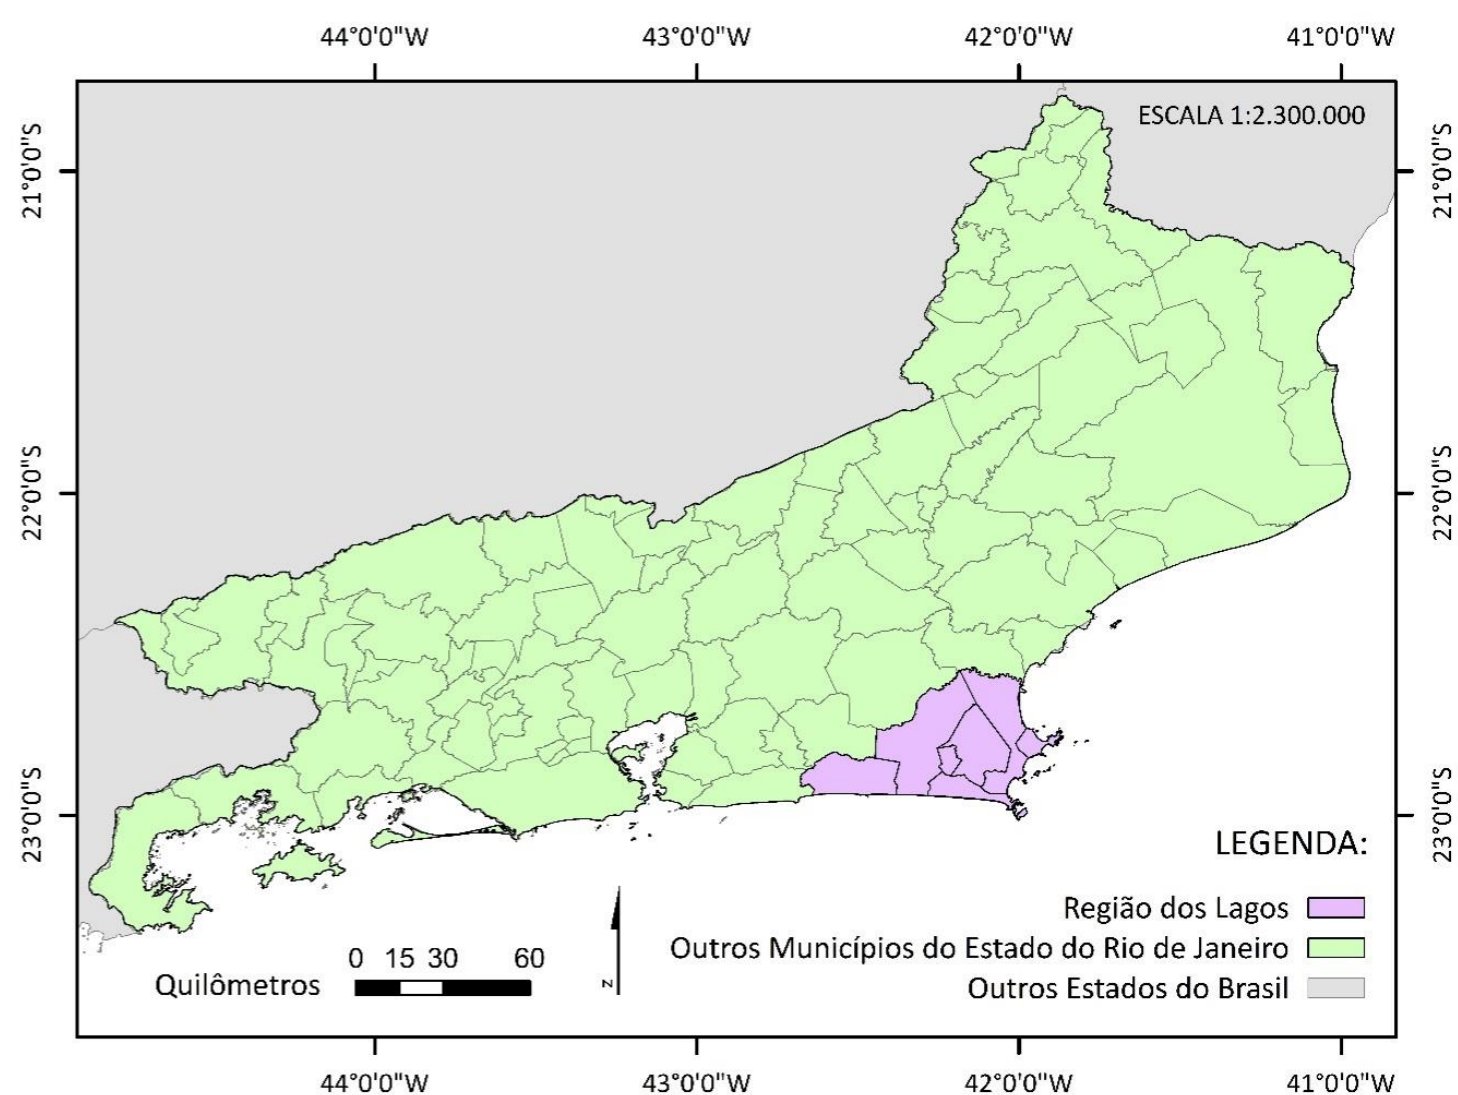 44°0'0"W 43°0'0"W 42°0'0"W 41°0'0"W
ESCALA 1:2.300.000
21°0'0"S 21°0'0"S
22°0'0"S 22°0'0"S
23°0'0"S 23°0'0"S
LEGENDA:
Região dos Lagos
Outros Municípios do Estado do Rio de Janeiro
Outros Estados do Brasil
0 15 30 60
Quilômetros
N
44°0'0"W 43°0'0"W 42°0'0"W 41°0'0"W